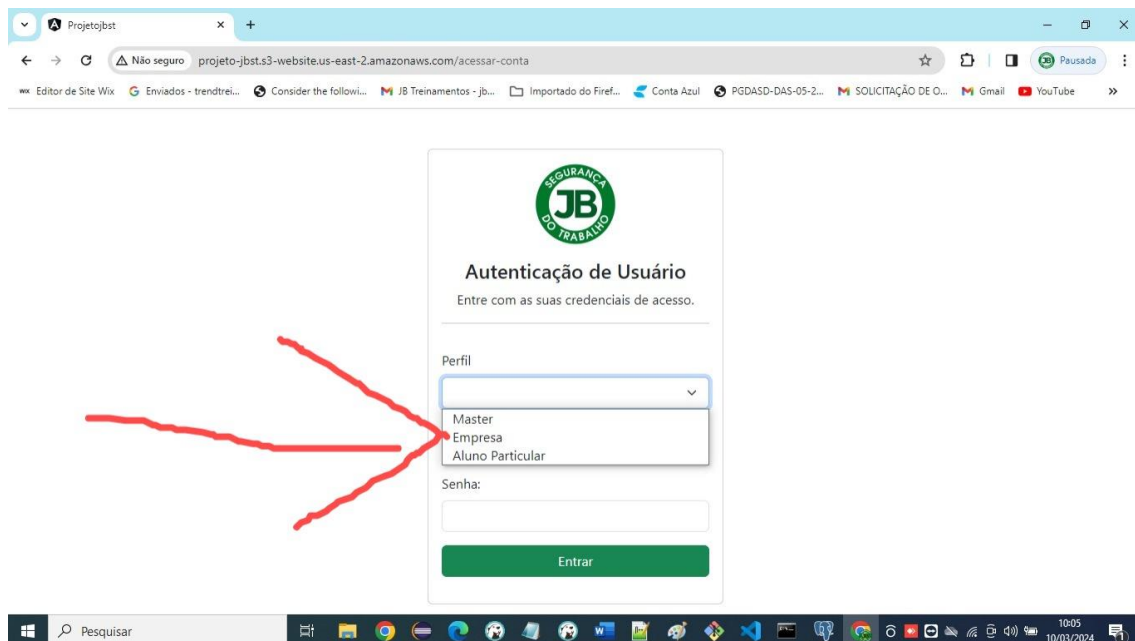 Projetojbst
Não seguro
projeto-jbst.s3-website.us-east-2.amazonaws.com/acessar-conta
Pausada
WIX Editor de Site Wix
Enviados - trendtrei...
Consider the followi...
JB Treinamentos - jb...
Importado do Firef...
Conta Azul
PGDASD-DAS-05-2...
SOLICITAÇÃO DE O...
Gmail
YouTube
SEGURANÇA
JB
DO TRABALHO
Autenticação de Usuário
Entre com as suas credenciais de acesso.
Perfil
Master
Empresa
Aluno Particular
Senha:
Entrar
Pesquisar
10:05
10/03/2024